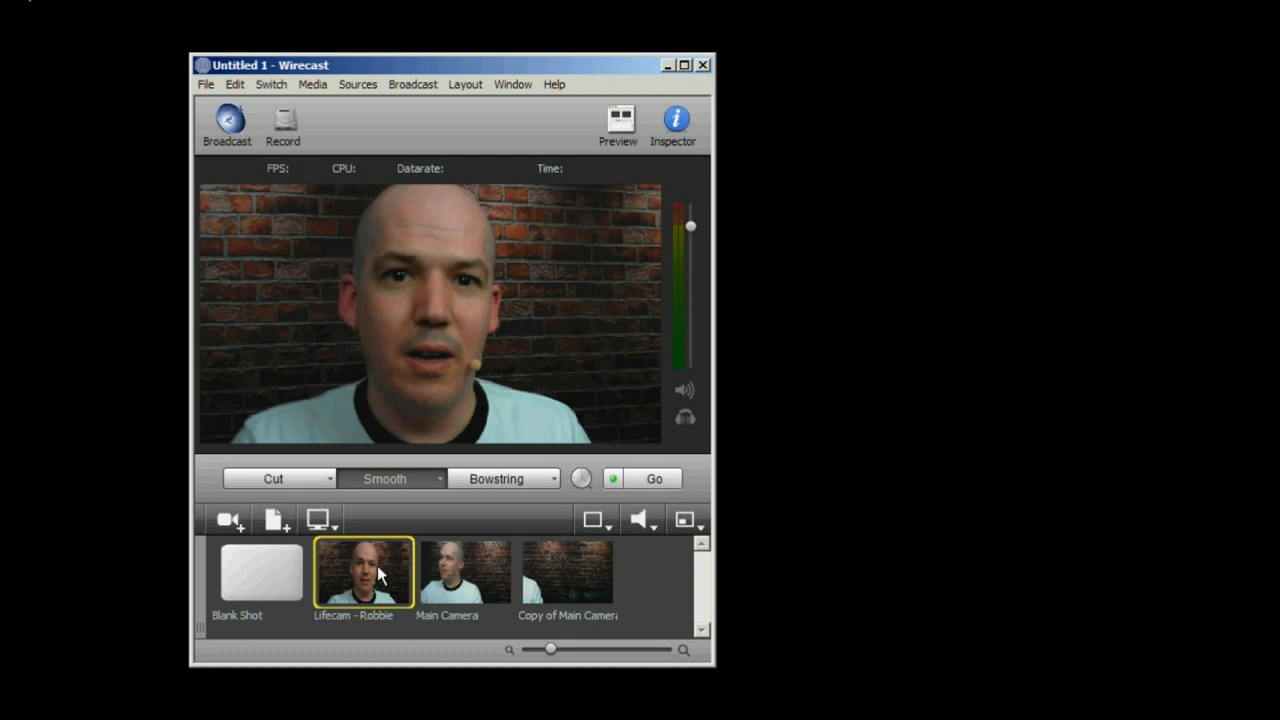 Untitled 1 - Wirecast
File Edit Switch Media Sources Broadcast Layout Window Help
Broadcast Record Preview Inspector
FPS: CPU: Datarate: Time:
Cut Smooth Bowstring Go
Blank Shot Lifecam - Robbie Main Camera Copy of Main Camera